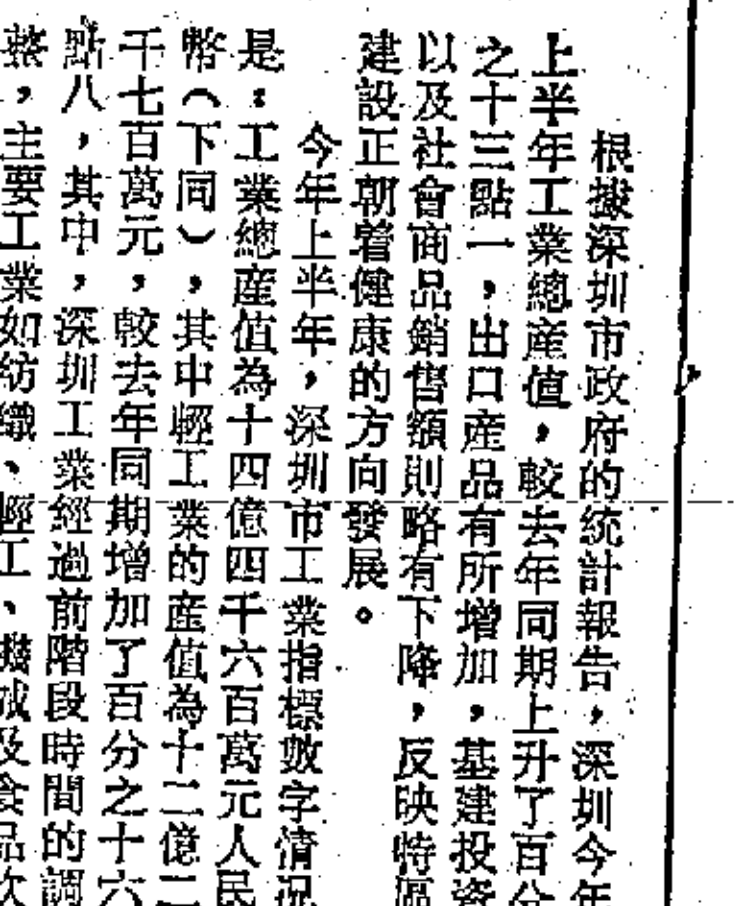 根據深圳市政府的統計報告，深圳今年
上半年工業總產值，較去年同期上升了百分
之十三點一，出口產品有所增加，基建投資
以及社會商品銷售額則略有下降，反映特區
建設正朝着健康的方向發展。
今年上半年，深圳市工業指標數字情況
是：工業總產值為十四億四千六百萬元人民
幣（下同），其中輕工業的產值為十二億二
千七百萬元，較去年同期增加了百分之十六
點八，其中，深圳工業經過前階段時間的調
整，主要工業如紡織、輕工、機械及食品飲